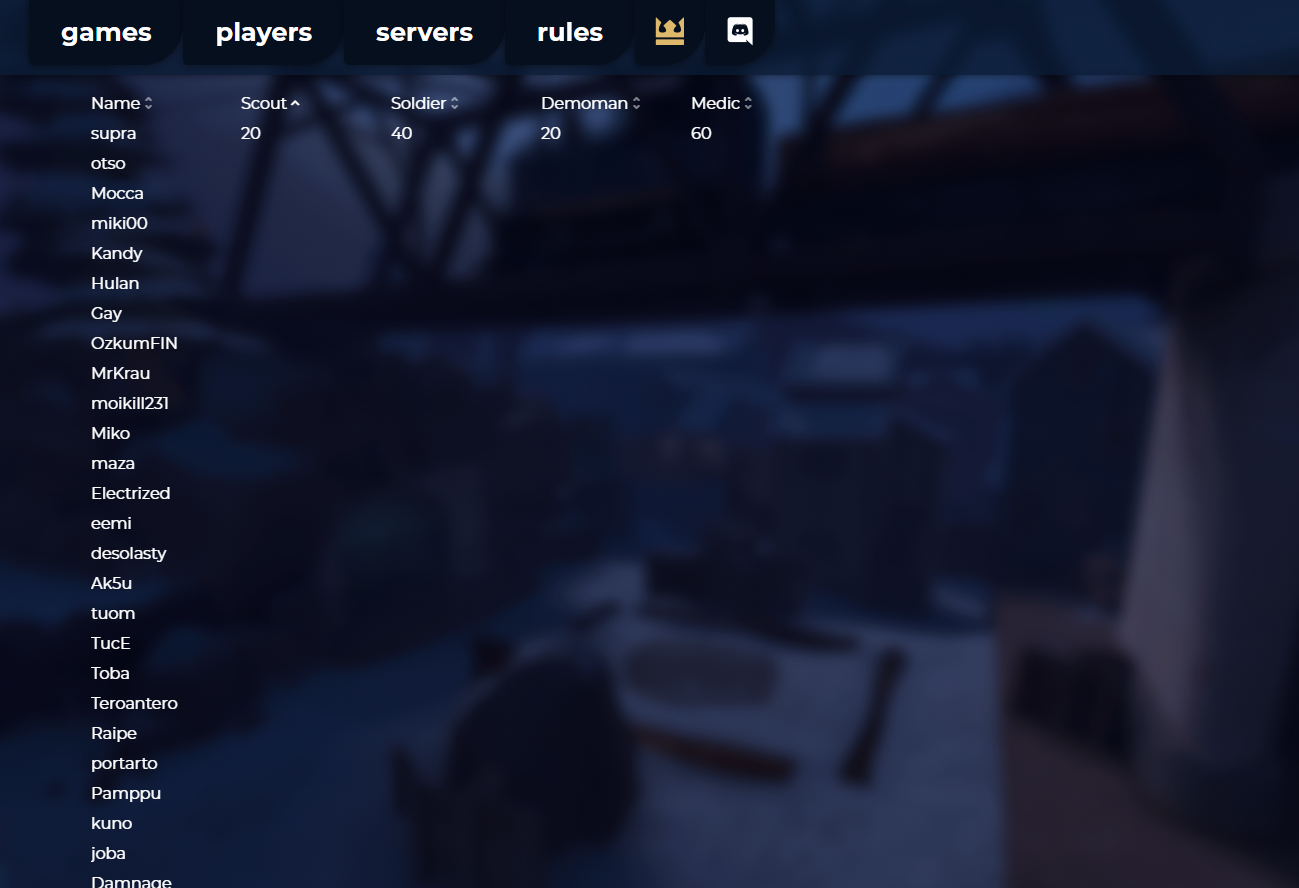 games players servers rules
Name Scout Soldier Demoman Medic
supra 20 40 20 60
otso
Mocca
miki00
Kandy
Hulan
Gay
OzkumFIN
MrKrau
moikill231
Miko
maza
Electrized
eemi
desolasty
Ak5u
tuom
TucE
Toba
Teroantero
Raipe
portarto
Pamppu
kuno
joba
Damnage